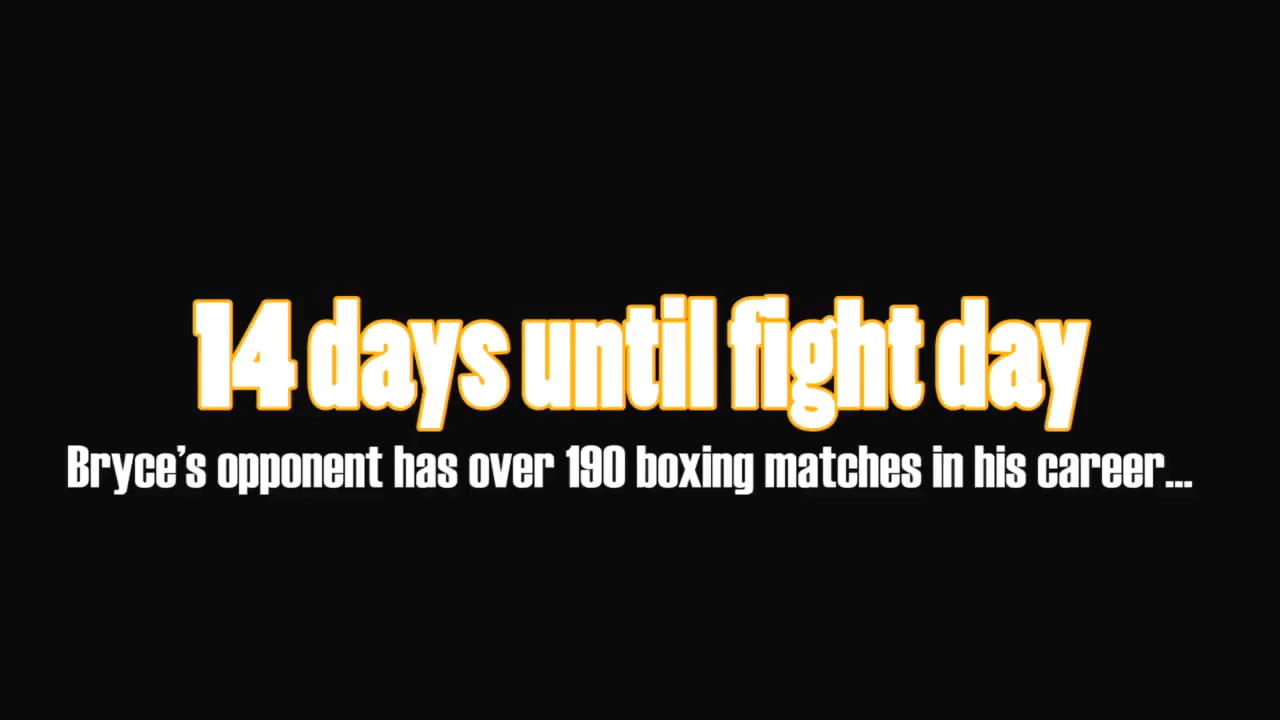 14 days until fight day
Bryce’s opponent has over 190 boxing matches in his career...